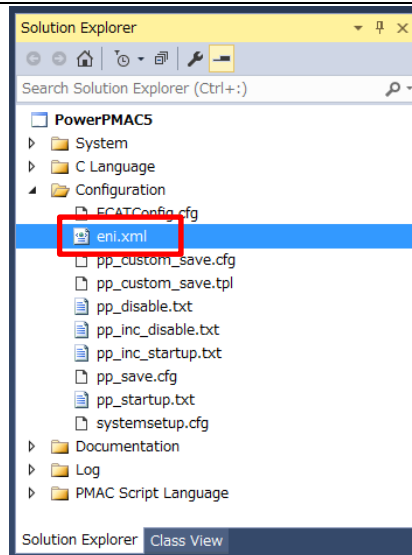 Solution Explorer
Search Solution Explorer (Ctrl+:)
PowerPMAC5
System
C Language
Configuration
ECATConfig.cfg
eni.xml
pp_custom_save.cfg
pp_custom_save.tpl
pp_disable.txt
pp_inc_disable.txt
pp_inc_startup.txt
pp_save.cfg
pp_startup.txt
systemsetup.cfg
Documentation
Log
PMAC Script Language
Solution Explorer Class View